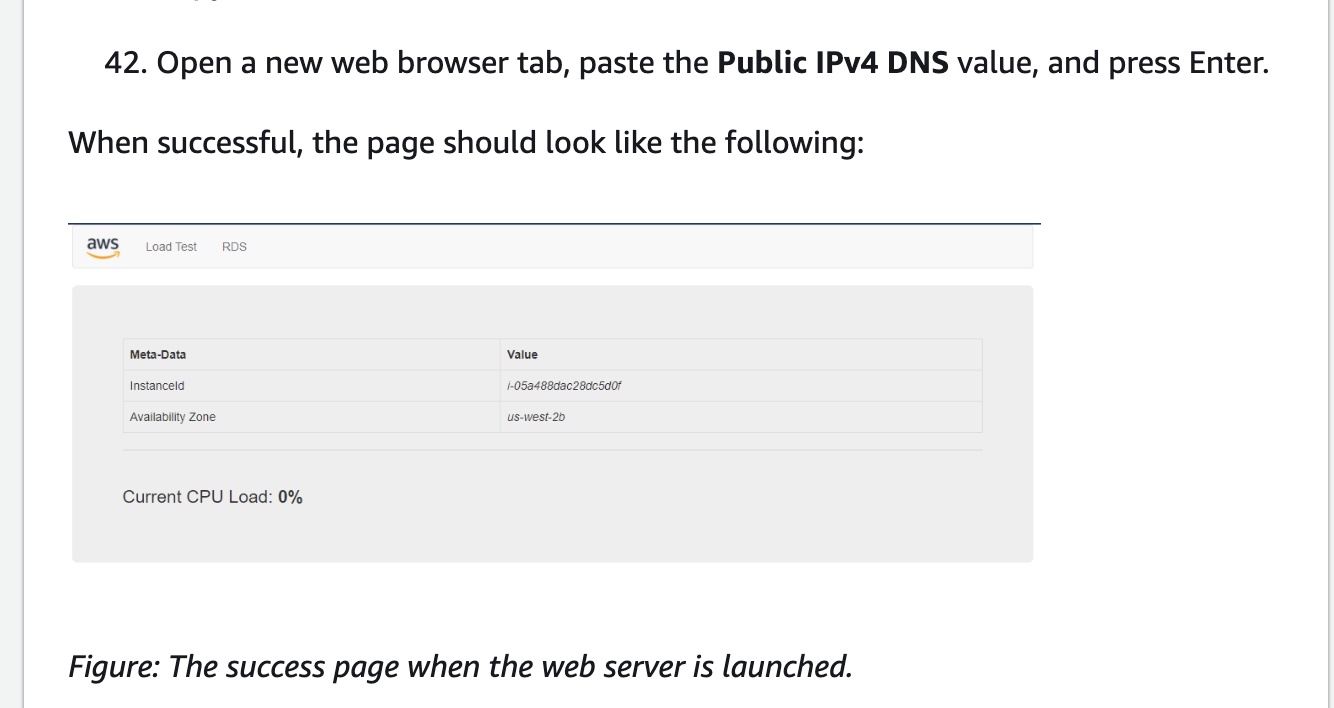 42. Open a new web browser tab, paste the Public IPv4 DNS value, and press Enter.
When successful, the page should look like the following:
aws Load Test RDS
Meta-Data Value
InstanceId i-05a488dac28dc5d0f
Availability Zone us-west-2b
Current CPU Load: 0%
Figure: The success page when the web server is launched.